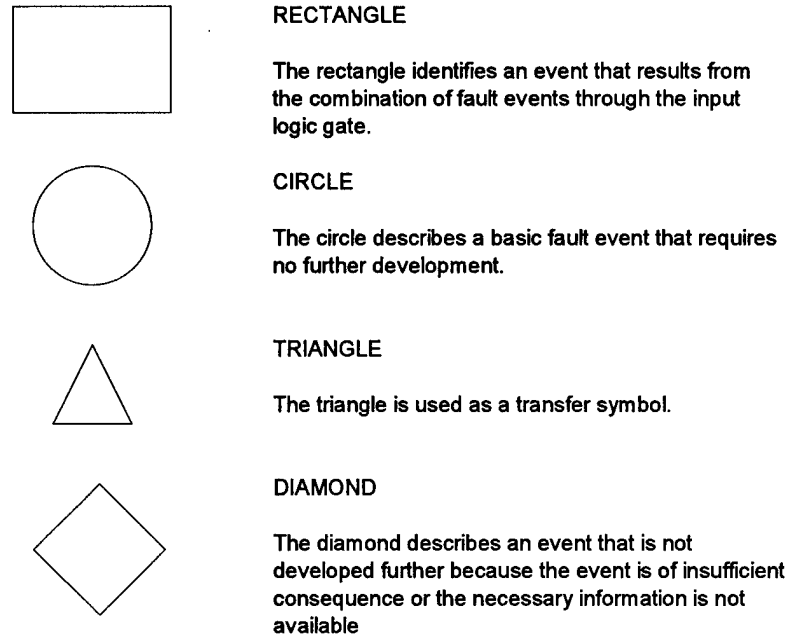 RECTANGLE
The rectangle identifies an event that results from
the combination of fault events through the input
logic gate.
CIRCLE
The circle describes a basic fault event that requires
no further development.
TRIANGLE
The triangle is used as a transfer symbol.
DIAMOND
The diamond describes an event that is not
developed further because the event is of insufficient
consequence or the necessary information is not
available